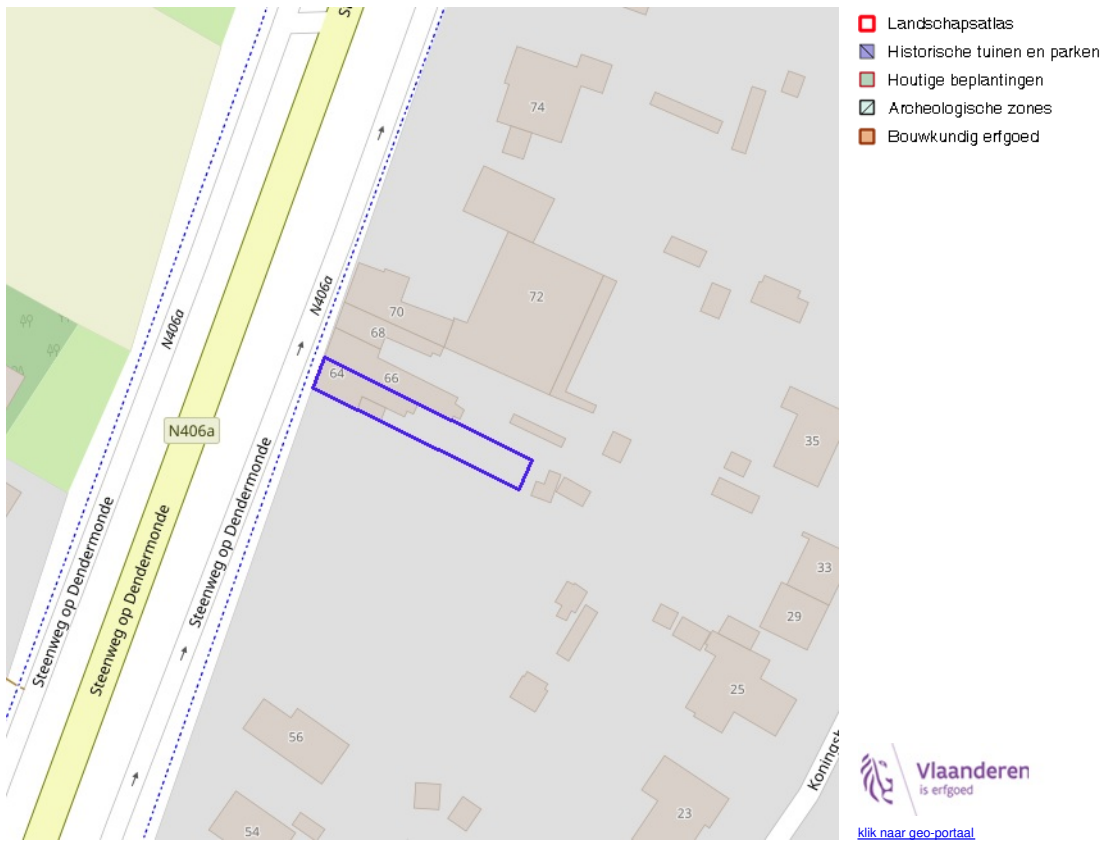 St
74
N406a
72
N406a
70
68
64
66
N406a
35
Steenweg op Dendermonde
Steenweg op Dendermonde
Steenweg op Dendermonde
33
29
25
56
Koningst
23
54
Landschapsatlas
Historische tuinen en parken
Houtige beplantingen
Archeologische zones
Bouwkundig erfgoed
Vlaanderen
is erfgoed
klik naar geo-portaal